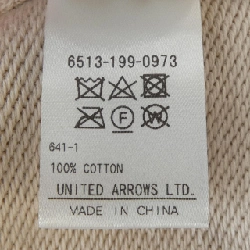 6513-199-0973
F W
641-1
100% COTTON
UNITED ARROWS LTD.
MADE IN CHINA